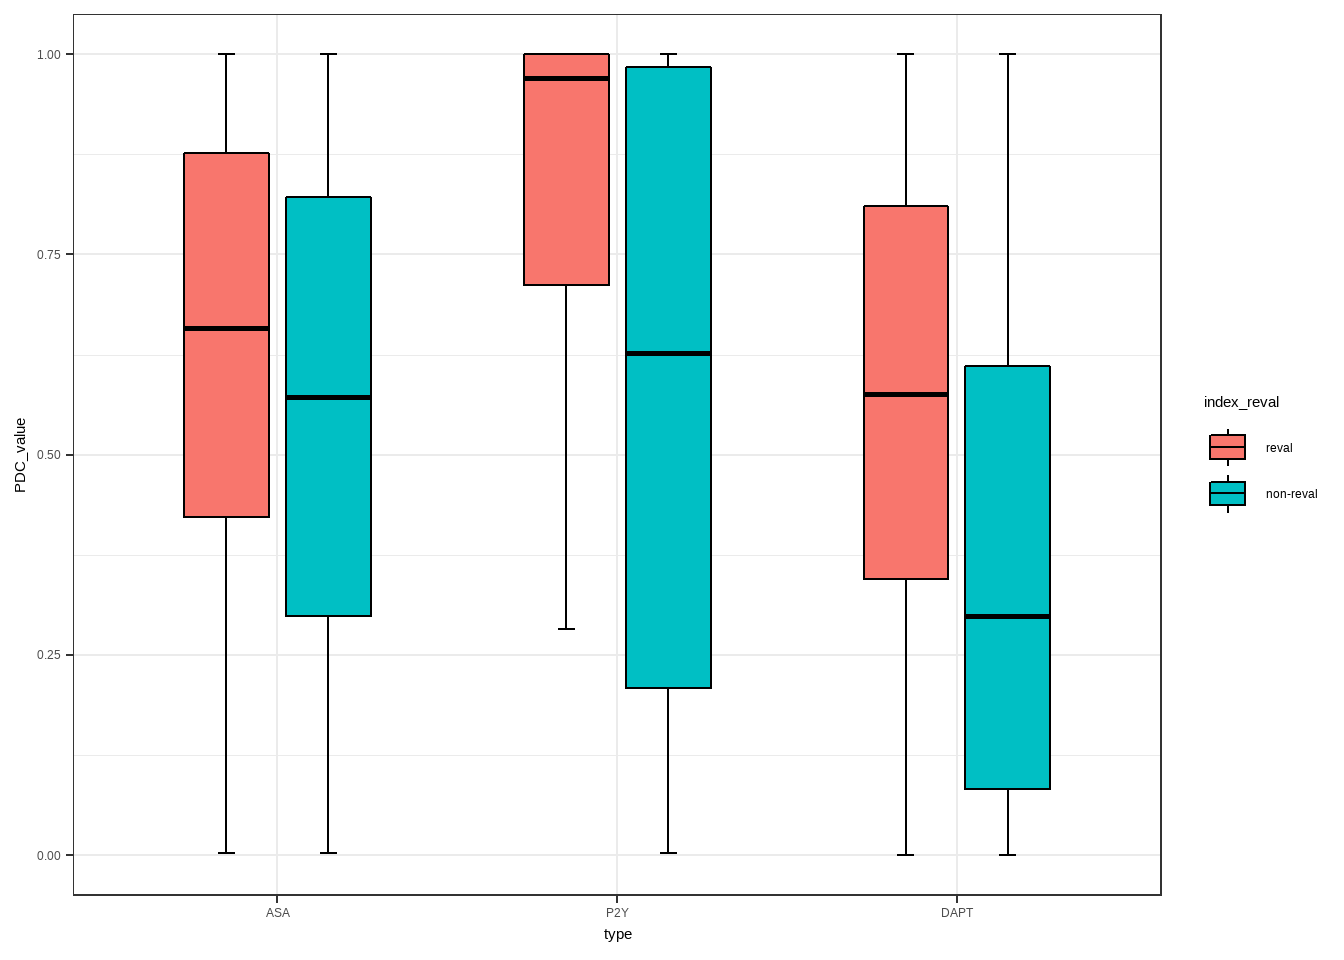 1.00
0.75
0.50
0.25
0.00
PDC_value
ASA
P2Y
DAPT
type
index_reval
reval
non-reval